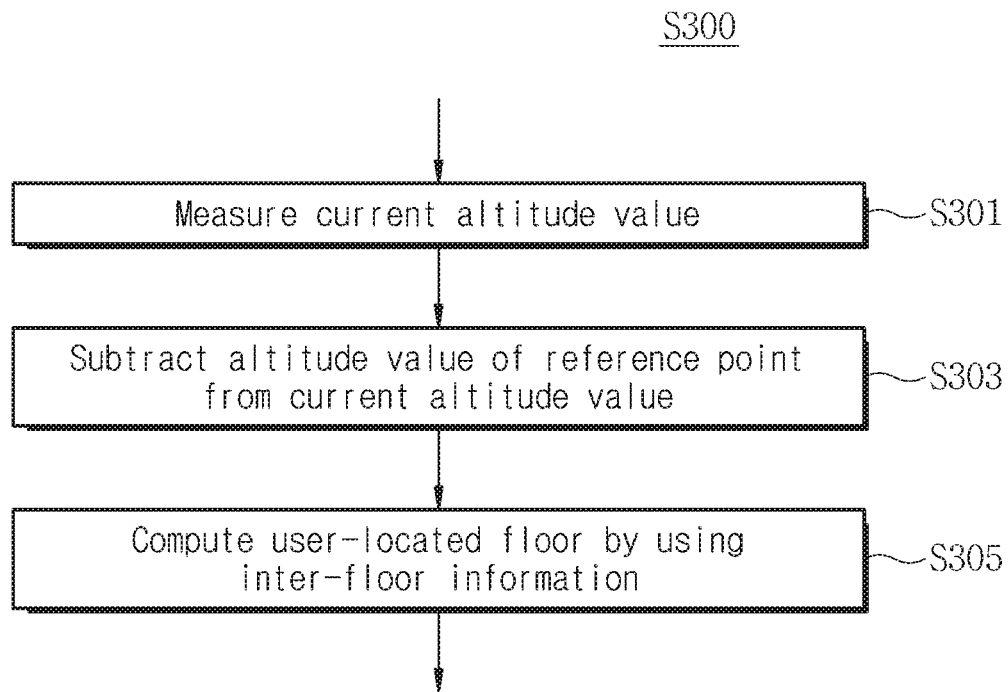 S300
Measure current altitude value
S301
Subtract altitude value of reference point
from current altitude value
S303
Compute user-located floor by using
inter-floor information
S305